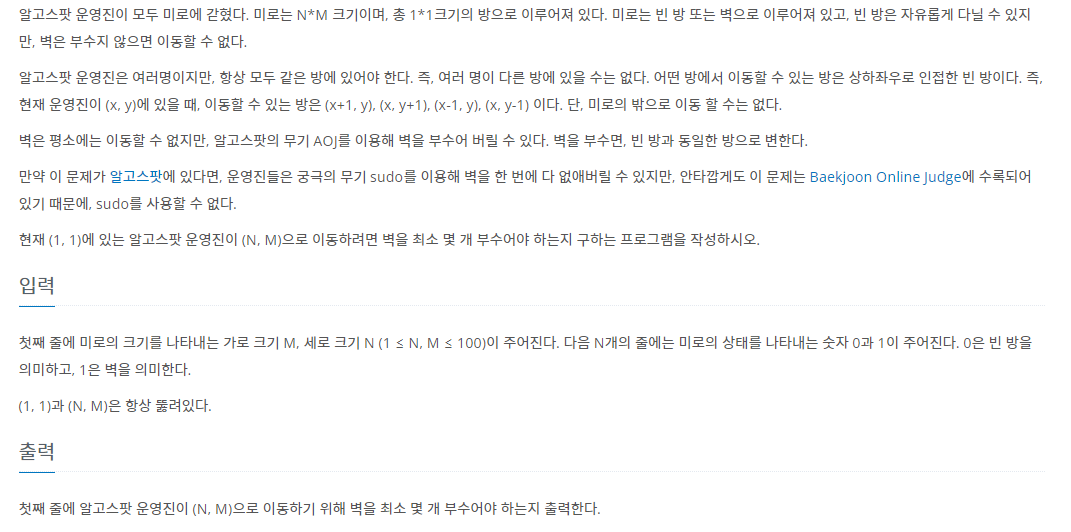 알고스팟 운영진이 모두 미로에 갇혔다. 미로는 N*M 크기이며, 총 1*1크기의 방으로 이루어져 있다. 미로는 빈 방 또는 벽으로 이루어져 있고, 빈 방은 자유롭게 다닐 수 있지
만, 벽은 부수지 않으면 이동할 수 없다.
알고스팟 운영진은 여러명이지만, 항상 모두 같은 방에 있어야 한다. 즉, 여러 명이 다른 방에 있을 수는 없다. 어떤 방에서 이동할 수 있는 방은 상하좌우로 인접한 빈 방이다. 즉,
현재 운영진이 (x, y)에 있을 때, 이동할 수 있는 방은 (x+1, y), (x, y+1), (x-1, y), (x, y-1) 이다. 단, 미로의 밖으로 이동 할 수는 없다.
벽은 평소에는 이동할 수 없지만, 알고스팟의 무기 AOJ를 이용해 벽을 부수어 버릴 수 있다. 벽을 부수면, 빈 방과 동일한 방으로 변한다.
만약 이 문제가 알고스팟에 있다면, 운영진들은 궁극의 무기 sudo를 이용해 벽을 한 번에 다 없애버릴 수 있지만, 안타깝게도 이 문제는 Baekjoon Online Judge에 수록되어
있기 때문에, sudo를 사용할 수 없다.
현재 (1, 1)에 있는 알고스팟 운영진이 (N, M)으로 이동하려면 벽을 최소 몇 개 부수어야 하는지 구하는 프로그램을 작성하시오.
입력
첫째 줄에 미로의 크기를 나타내는 가로 크기 M, 세로 크기 N (1 ≤ N, M ≤ 100)이 주어진다. 다음 N개의 줄에는 미로의 상태를 나타내는 숫자 0과 1이 주어진다. 0은 빈 방을
의미하고, 1은 벽을 의미한다.
(1, 1)과 (N, M)은 항상 뚫려있다.
출력
첫째 줄에 알고스팟 운영진이 (N, M)으로 이동하기 위해 벽을 최소 몇 개 부수어야 하는지 출력한다.